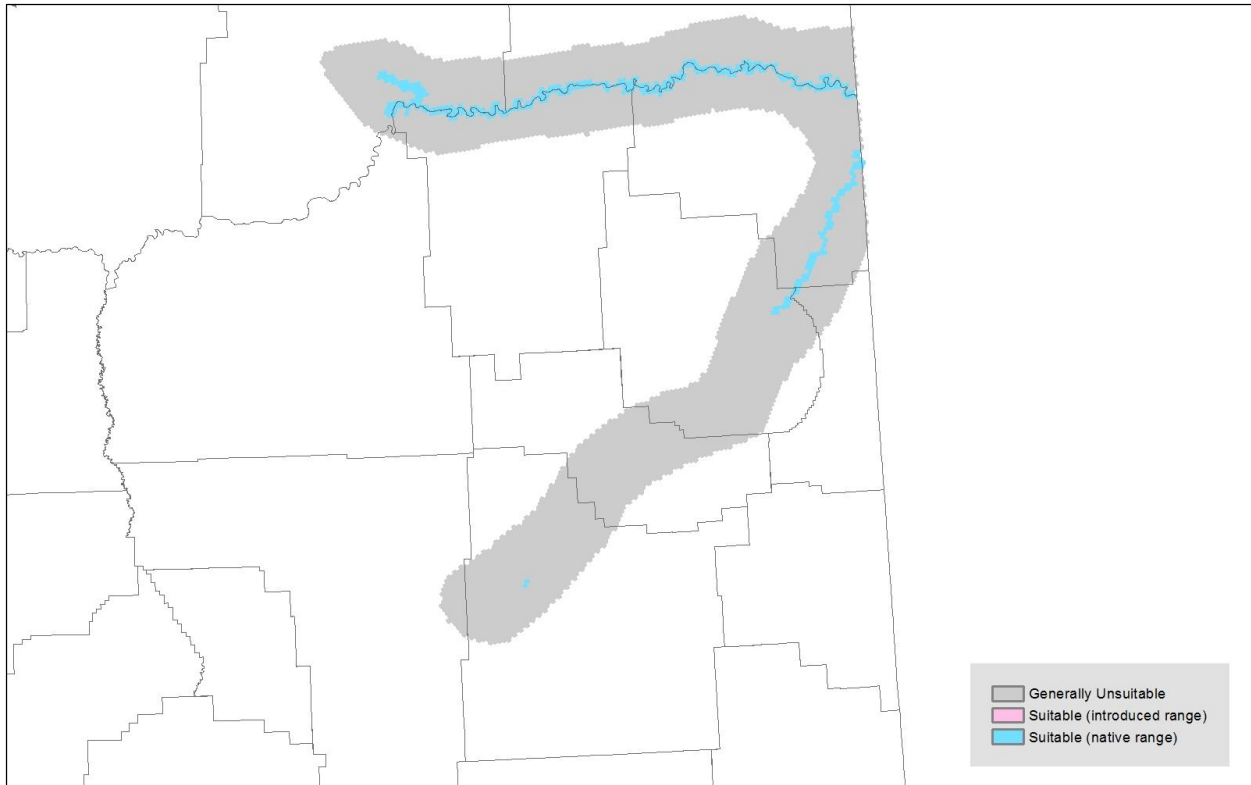 Generally Unsuitable
Suitable (introduced range)
Suitable (native range)